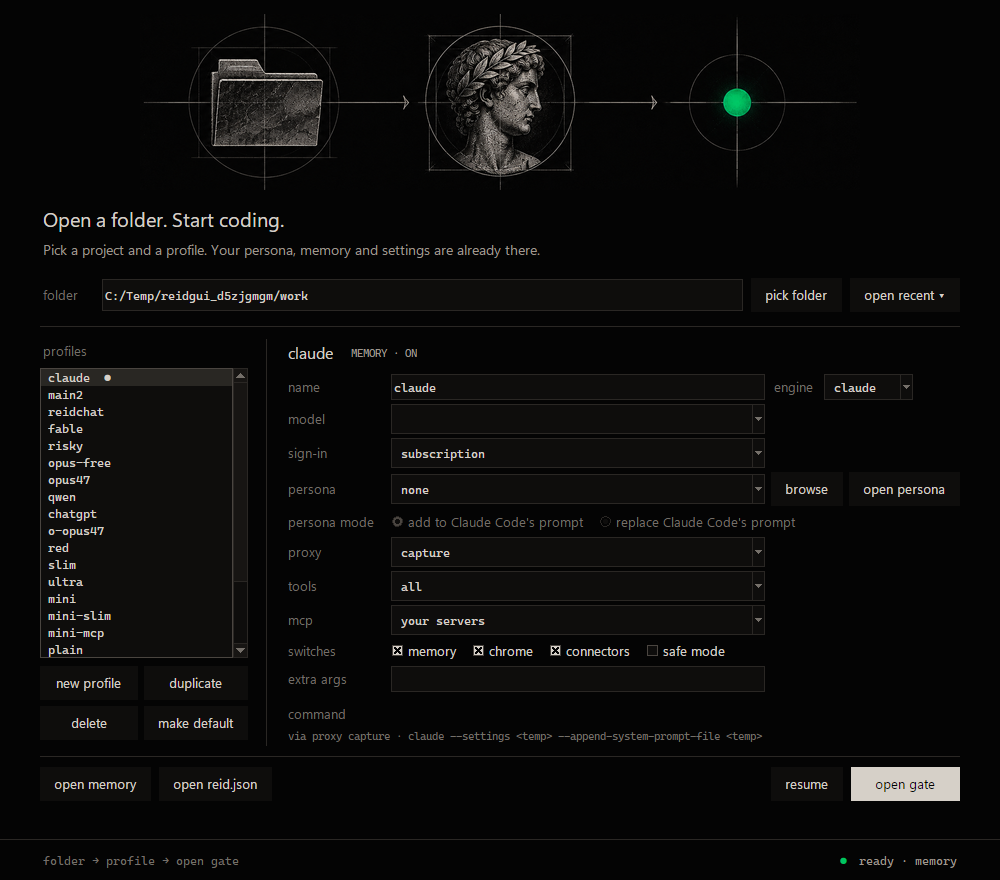 Open a folder. Start coding.
Pick a project and a profile. Your persona, memory and settings are already there.
folder C:/Temp/reidgui_d5zjgmgm/work pick folder open recent ▾
profiles
claude ●
main2
reidchat
fable
risky
opus-free
opus47
qwen
chatgpt
o-opus47
red
slim
ultra
mini
mini-slim
mini-mcp
plain
new profile duplicate
delete make default
claude MEMORY · ON
name claude engine claude
model
sign-in subscription
persona none browse open persona
persona mode add to Claude Code's prompt replace Claude Code's prompt
proxy capture
tools all
mcp your servers
switches memory chrome connectors safe mode
extra args
command
via proxy capture · claude --settings <temp> --append-system-prompt-file <temp>
open memory open reid.json resume open gate
folder → profile → open gate ready · memory